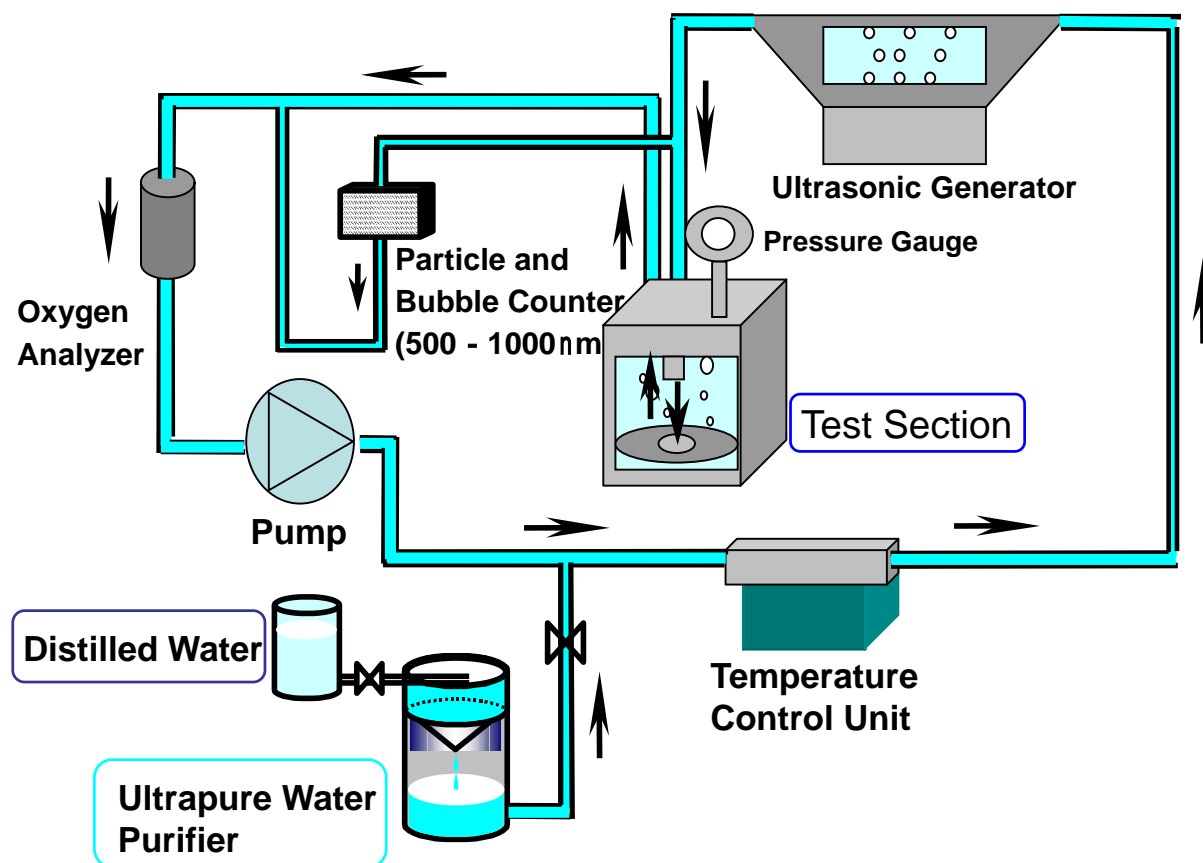 Ultrasonic Generator
Pressure Gauge
Particle and
Bubble Counter
(500 - 1000nm
Oxygen
Analyzer
Test Section
Pump
Distilled Water
Temperature
Control Unit
Ultrapure Water
Purifier